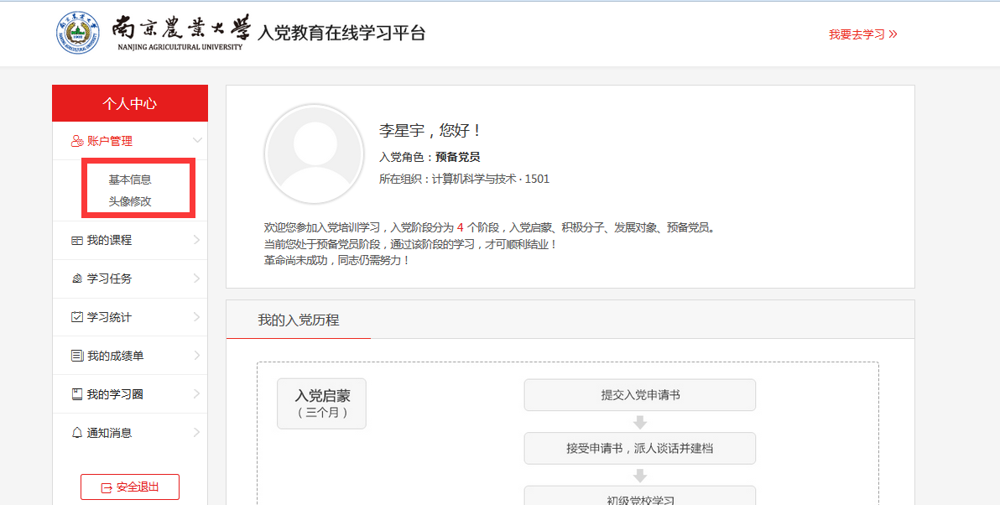 南京農業大學
NANJING AGRICULTURAL UNIVERSITY
入党教育在线学习平台
我要去学习 »
个人中心
账户管理
基本信息
头像修改
我的课程
学习任务
学习统计
我的成绩单
我的学习圈
通知消息
安全退出
李星宇，您好！
入党角色：预备党员
所在组织：计算机科学与技术 · 1501
欢迎您参加入党培训学习，入党阶段分为 4 个阶段，入党启蒙、积极分子、发展对象、预备党员。
当前您处于预备党员阶段，通过该阶段的学习，才可顺利结业！
革命尚未成功，同志仍需努力！
我的入党历程
入党启蒙
（三个月）
提交入党申请书
接受申请书，派人谈话并建档
初级党校学习